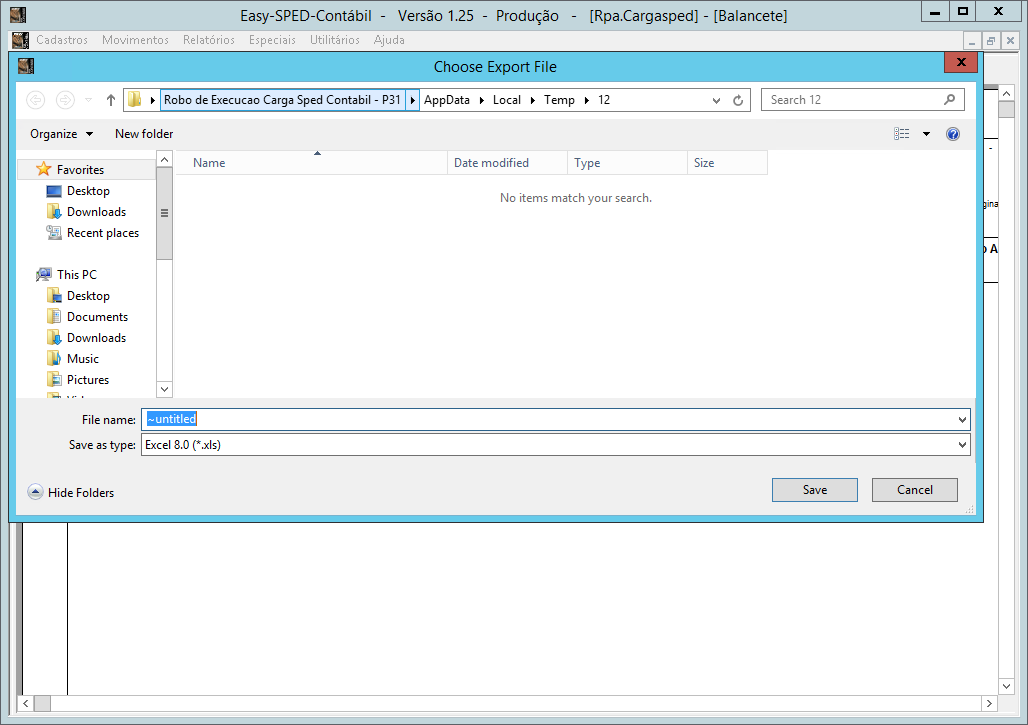 Easy-SPED-Contábil - Versão 1.25 - Produção - [Rpa.Cargasped] - [Balancete]
Cadastros Movimentos Relatórios Especiais Utilitários Ajuda
Choose Export File
Robo de Execucao Carga Sped Contabil - P31 AppData Local Temp 12
Search 12
Organize New folder
Name Date modified Type Size
No items match your search.
Favorites
Desktop
Downloads
Recent places
This PC
Desktop
Documents
Downloads
Music
Pictures
File name: ~untitled
Save as type: Excel 8.0 (*.xls)
Hide Folders
Save Cancel